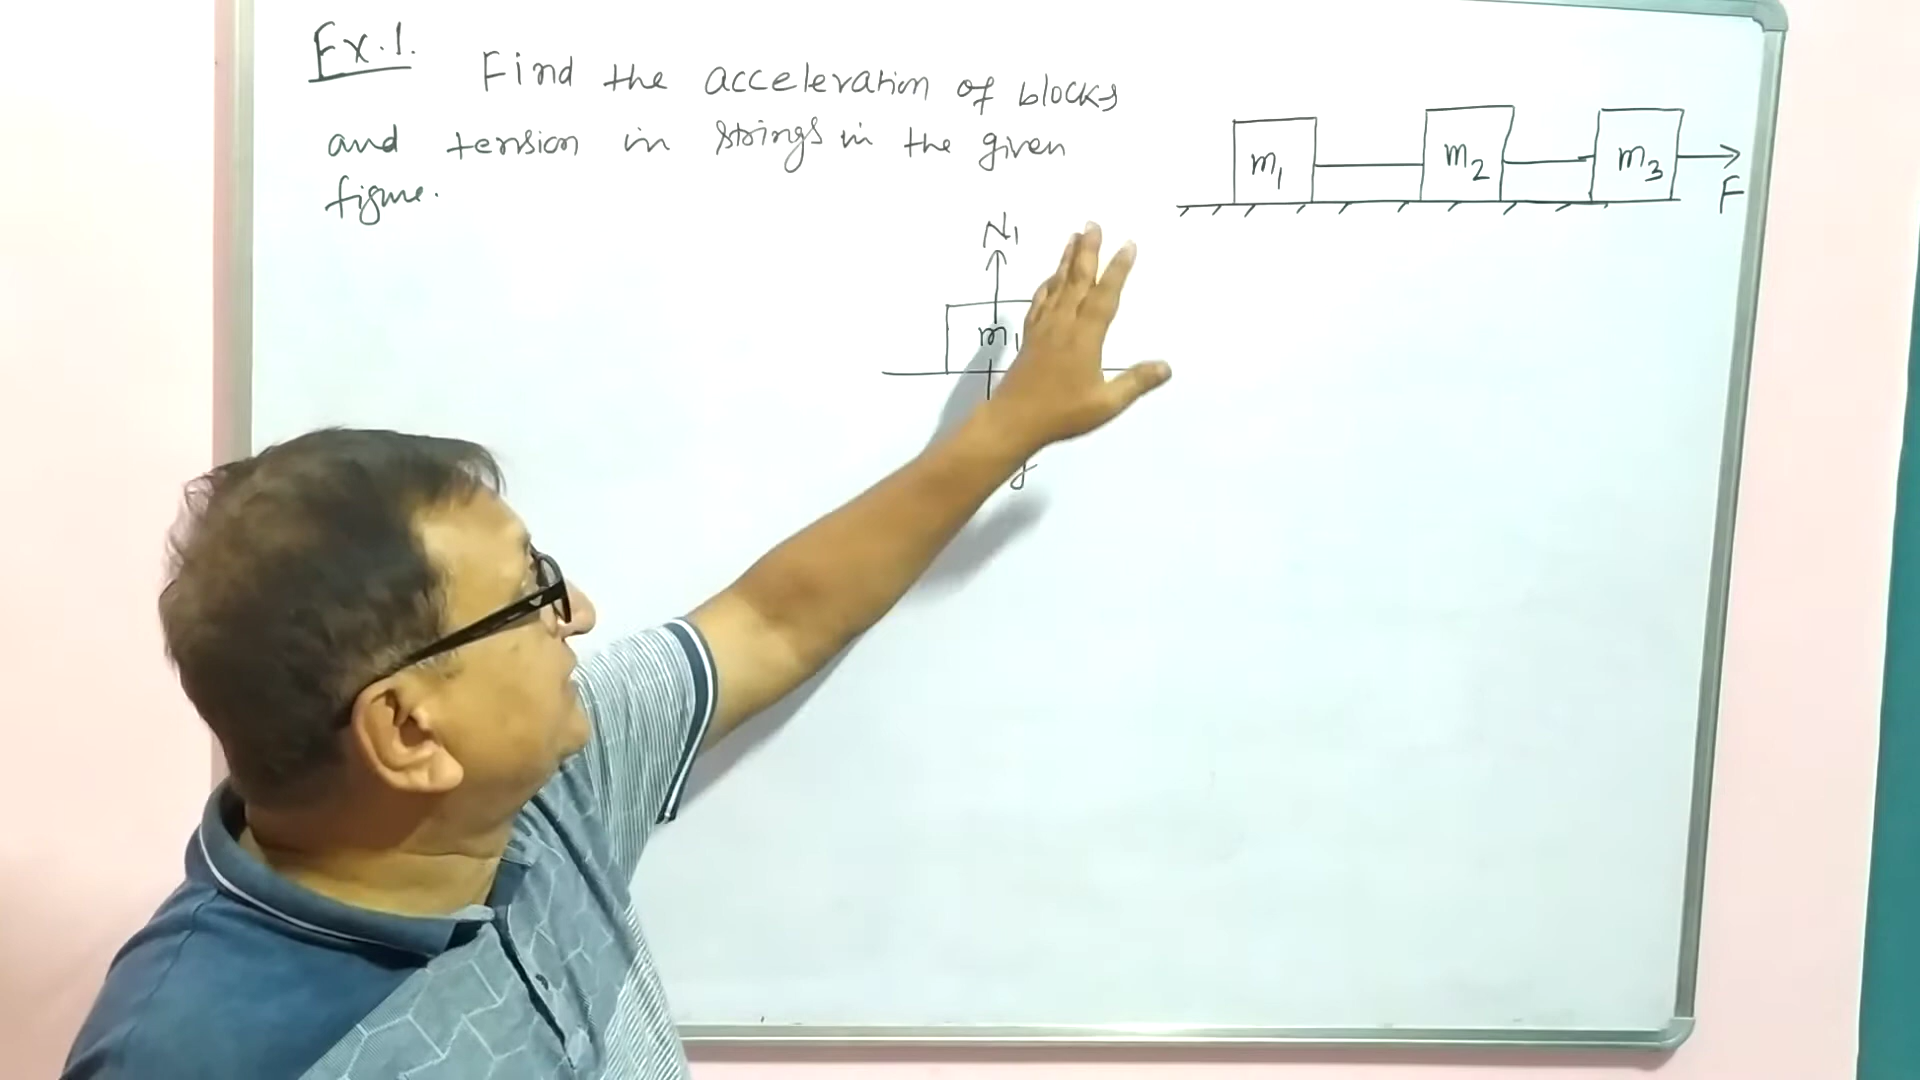 Ex.1.
Find the acceleration of blocks
and tension in strings in the given
figure.
m1
m2
m3
F
N1
m1
g